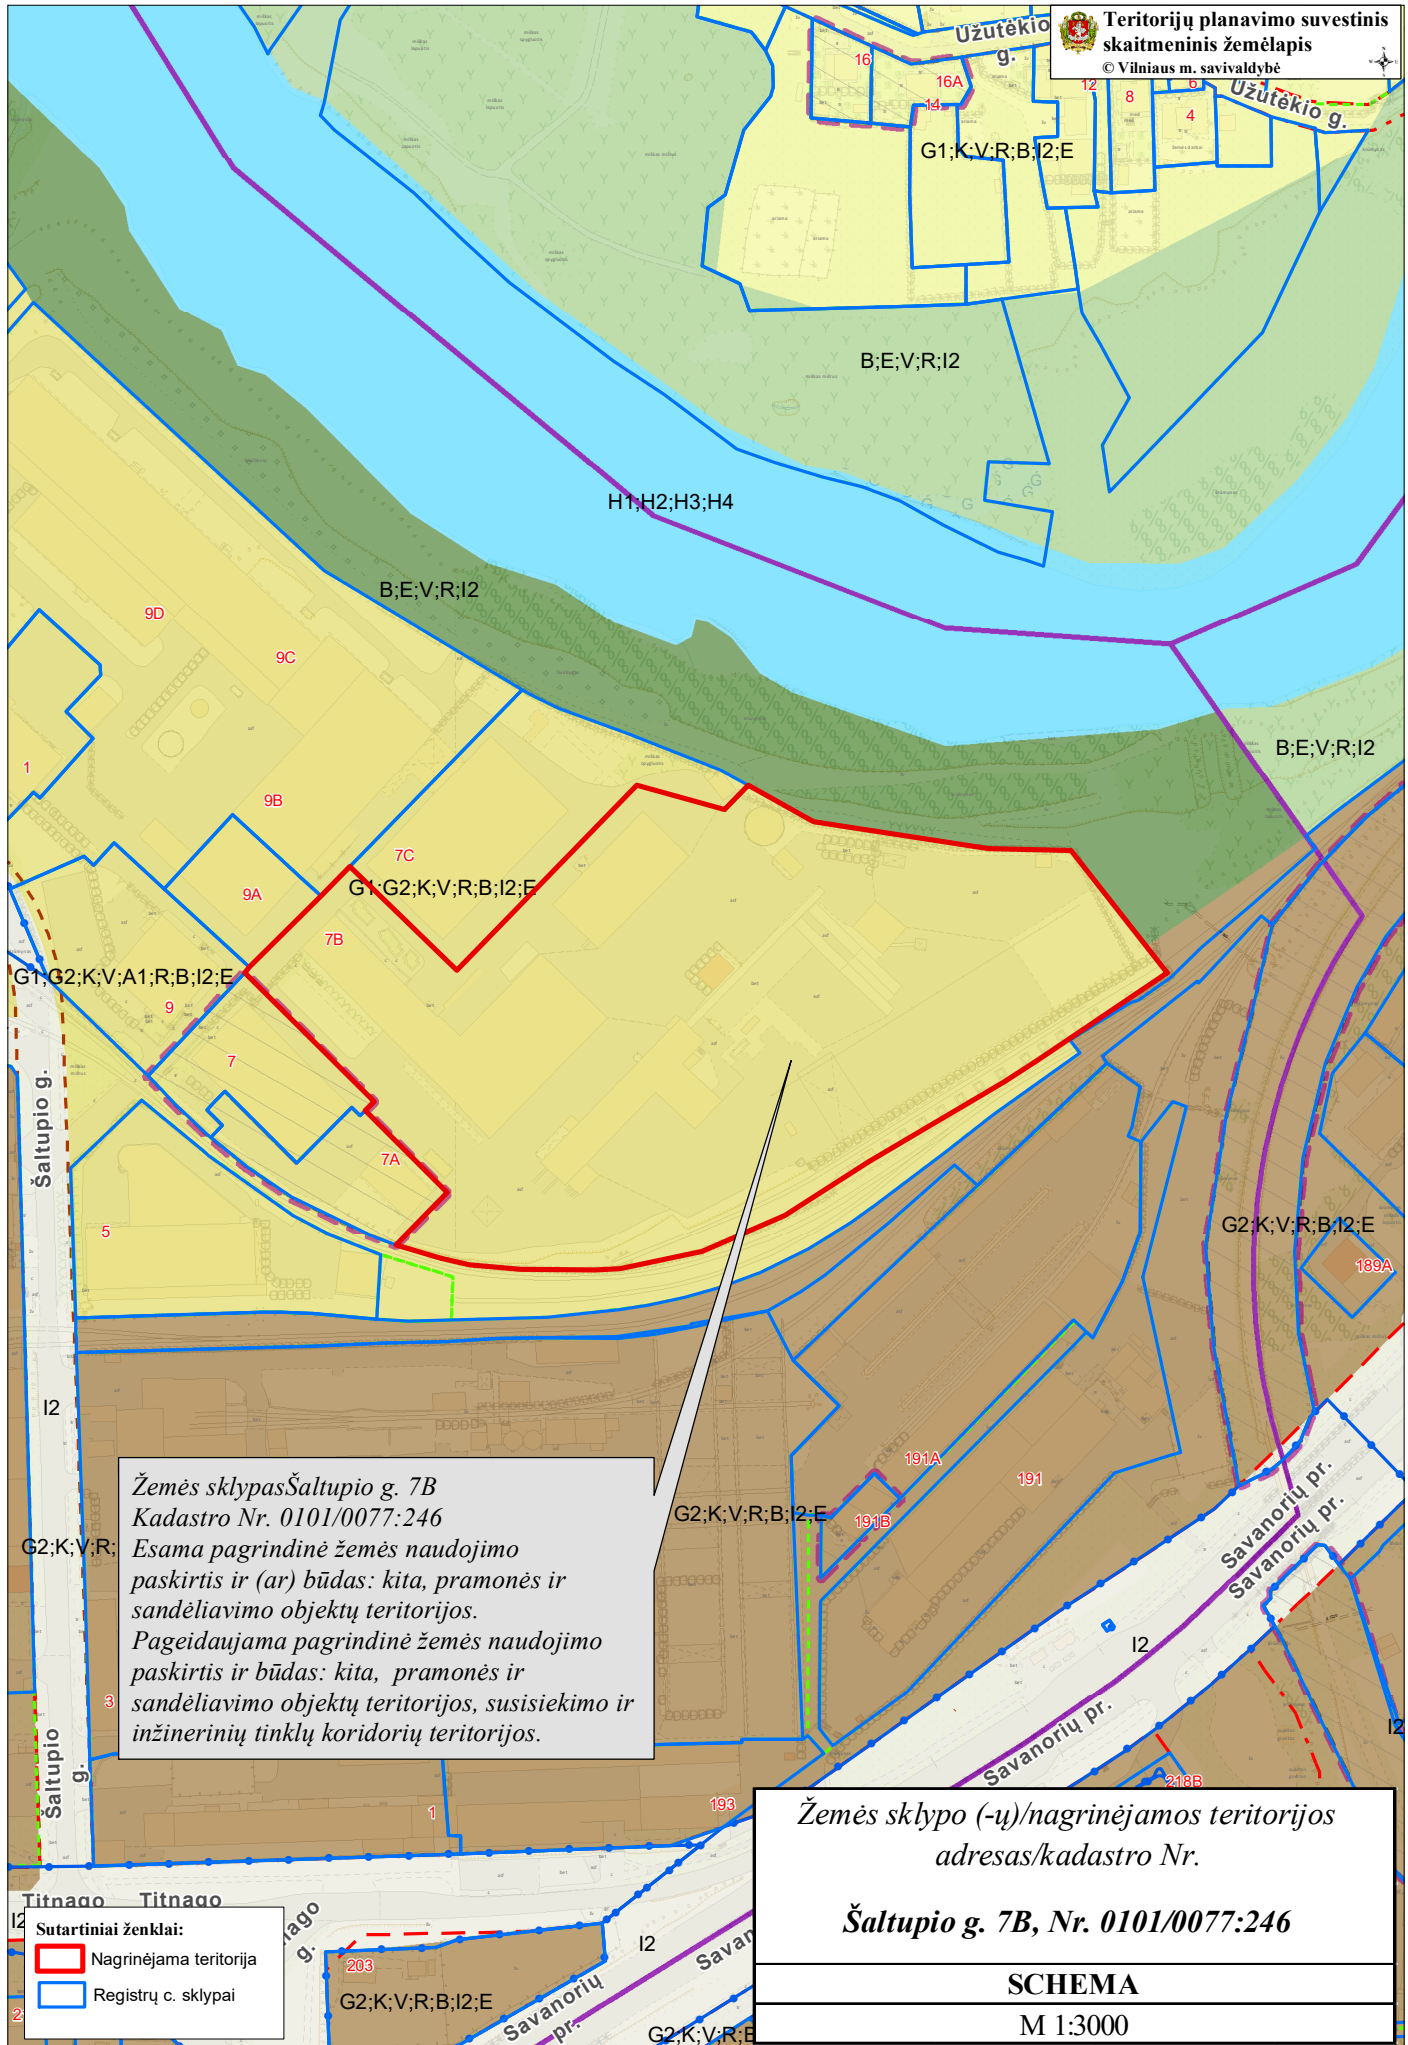 Teritorijų planavimo suvestinis
skaitmeninis žemėlapis
© Vilniaus m. savivaldybė
Užutėkio
g.
Užutėkio g.
16
16A
14
12
8
6
4
G1;K;V;R;B;I2;E
B;E;V;R;I2
H1;H2;H3;H4
B;E;V;R;I2
9D
9C
B;E;V;R;I2
1
9B
7C
G1;G2;K;V;R;B;I2;E
9A
7B
G1;G2;K;V;A1;R;B;I2;E
9
7
Šaltupio g.
7A
5
G2;K;V;R;B;I2;E
189A
I2
191A
191
191B
G2;K;V;R;B;I2;E
Savanorių pr.
Savanorių pr.
G2;K;V;R;
Žemės sklypasŠaltupio g. 7B
Kadastro Nr. 0101/0077:246
Esama pagrindinė žemės naudojimo
paskirtis ir (ar) būdas: kita, pramonės ir
sandėliavimo objektų teritorijos.
Pageidaujama pagrindinė žemės naudojimo
paskirtis ir būdas: kita, pramonės ir
sandėliavimo objektų teritorijos, susisiekimo ir
inžinerinių tinklų koridorių teritorijos.
I2
3
I2
Savanorių pr.
Šaltupio
g.
218B
1
193
Žemės sklypo (-ų)/nagrinėjamos teritorijos
adresas/kadastro Nr.
Šaltupio g. 7B, Nr. 0101/0077:246
SCHEMA
M 1:3000
Titnago
Titnago
I2
g.
203
I2
G2;K;V;R;B;I2;E
Savanorių
pr.
G2;K;V;R;B
Sutartiniai ženklai:
Nagrinėjama teritorija
Registrų c. sklypai